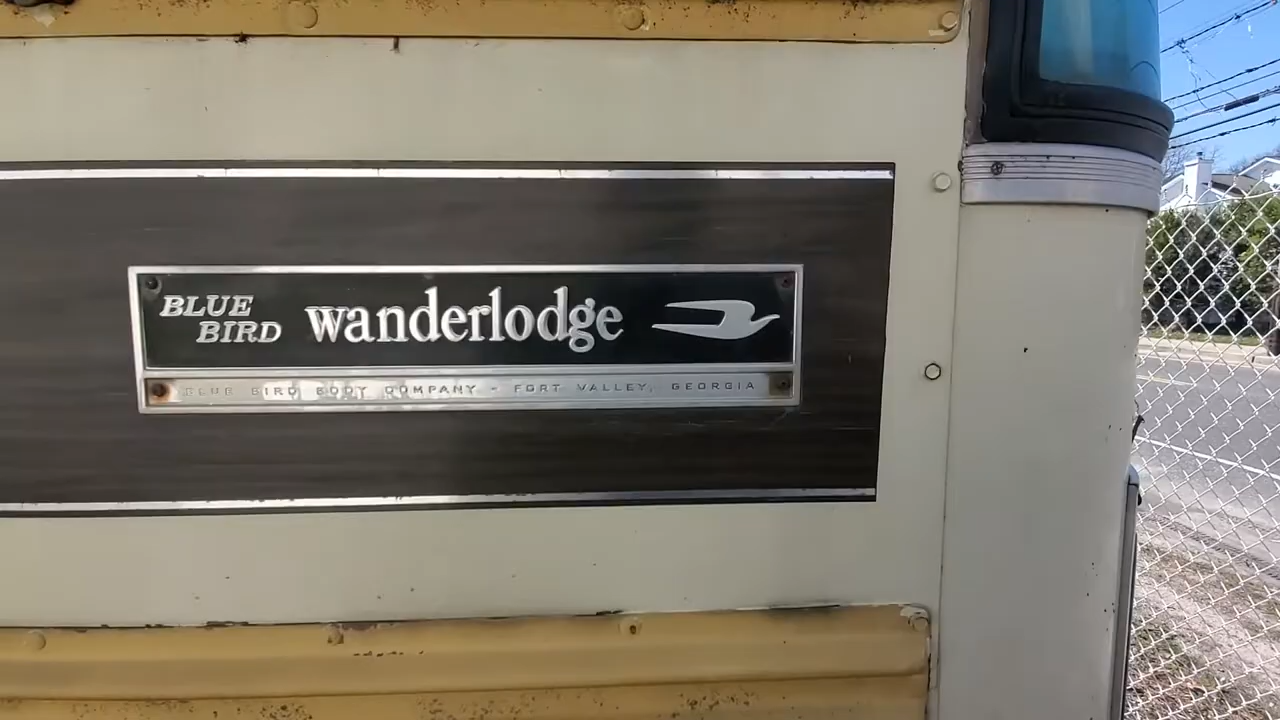 BLUE
BIRD
wanderlodge
BLUE BIRD BODY COMPANY - FORT VALLEY, GEORGIA